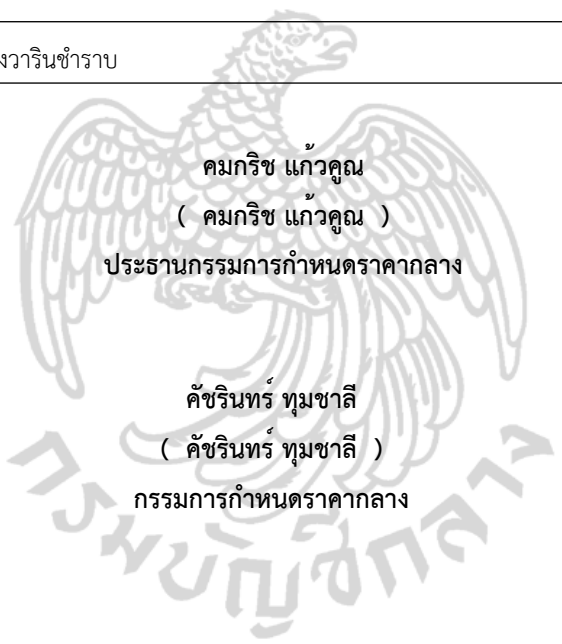 งวารินชำราบ
คมกริช แก้วคูณ
( คมกริช แก้วคูณ )
ประธานกรรมการกำหนดราคากลาง
คัชรินทร์ ทุมชาลี
( คัชรินทร์ ทุมชาลี )
กรรมการกำหนดราคากลาง
กรมบัญชีกลาง